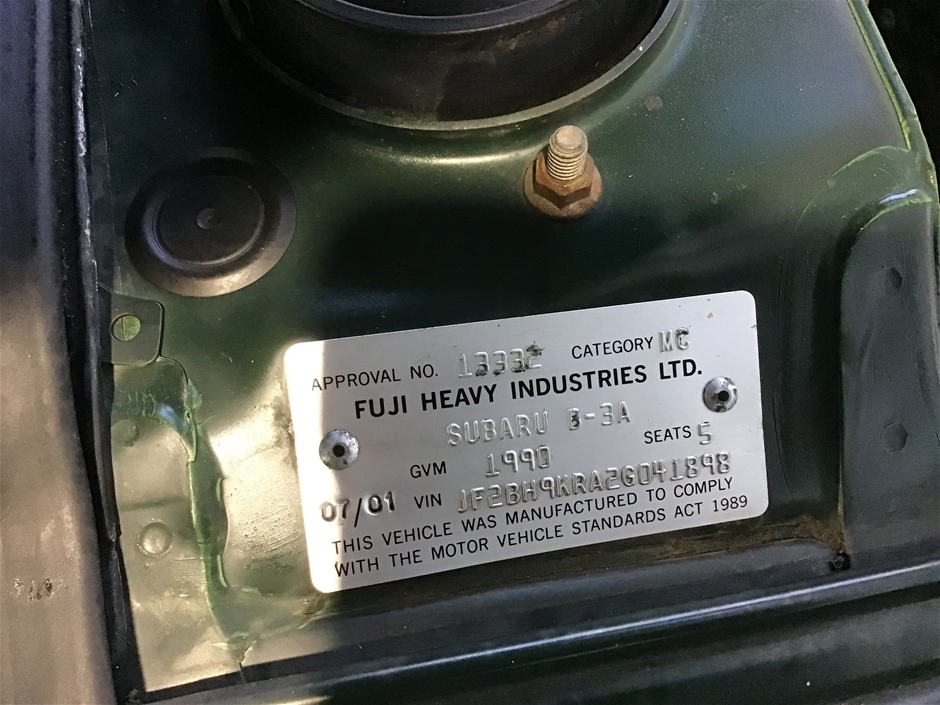 APPROVAL NO. 13332 CATEGORY MC
FUJI HEAVY INDUSTRIES LTD.
SUBARU B-3A
GVM 1990 SEATS 5
07/01 VIN JF2BH9KRA2G041898
THIS VEHICLE WAS MANUFACTURED TO COMPLY
WITH THE MOTOR VEHICLE STANDARDS ACT 1989